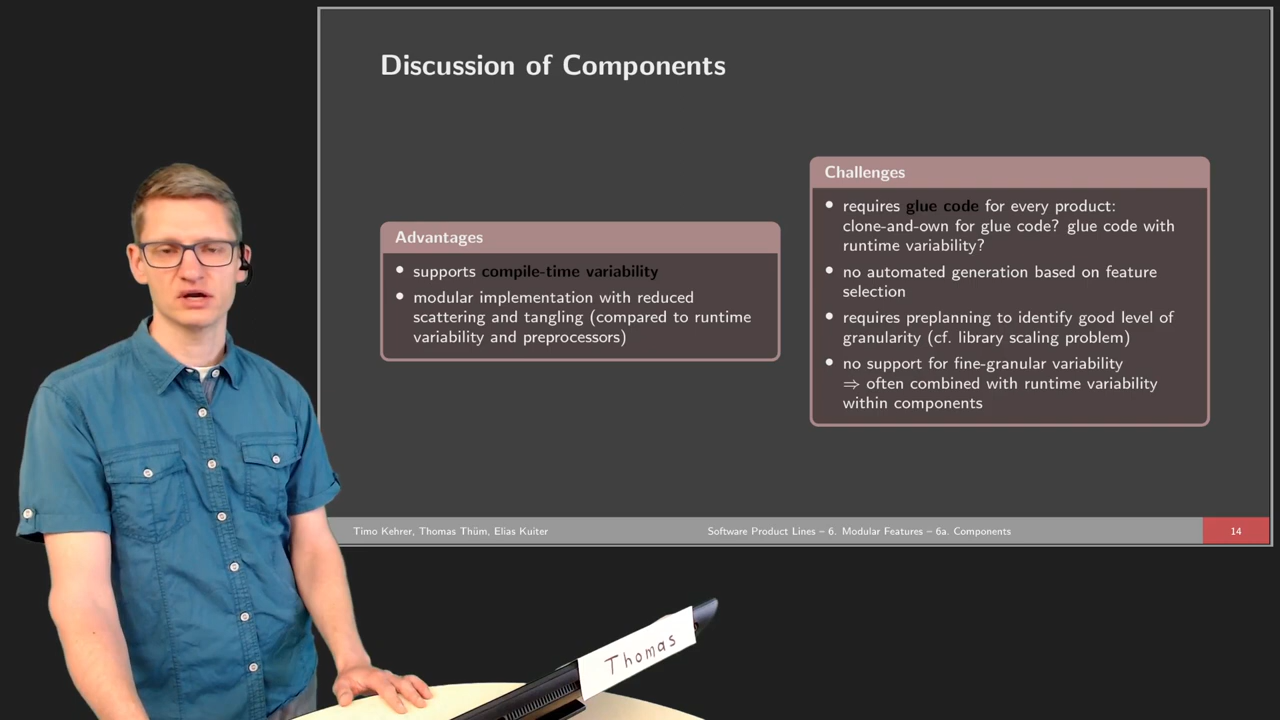 Discussion of Components
Advantages
• supports compile-time variability
• modular implementation with reduced
scattering and tangling (compared to runtime
variability and preprocessors)
Challenges
• requires glue code for every product:
clone-and-own for glue code? glue code with
runtime variability?
• no automated generation based on feature
selection
• requires preplanning to identify good level of
granularity (cf. library scaling problem)
• no support for fine-granular variability
⇒ often combined with runtime variability
within components
Timo Kehrer, Thomas Thüm, Elias Kuiter
Software Product Lines – 6. Modular Features – 6a. Components
14
Thomas